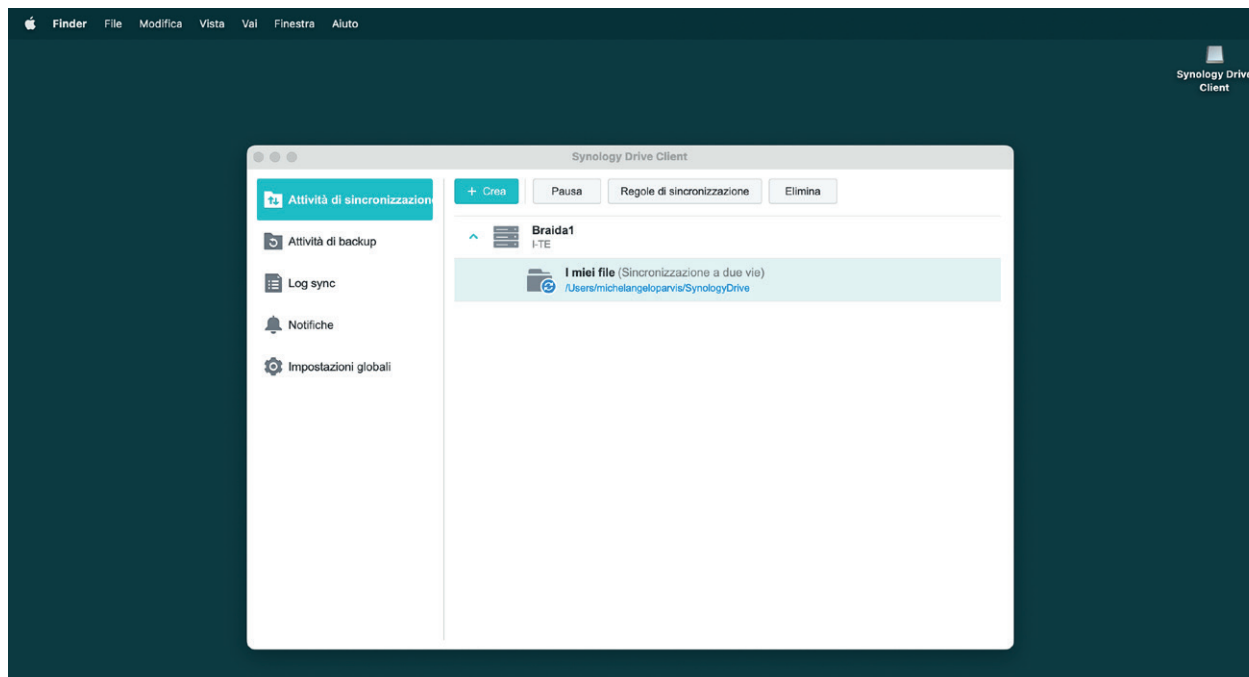 Finder File Modifica Vista Vai Finestra Aiuto
Synology Drive
Client
Synology Drive Client
Attività di sincronizzazion
+ Crea Pausa Regole di sincronizzazione Elimina
Braida1
I-TE
Attività di backup
I miei file (Sincronizzazione a due vie)
/Users/michelangeloparvis/SynologyDrive
Log sync
Notifiche
Impostazioni globali